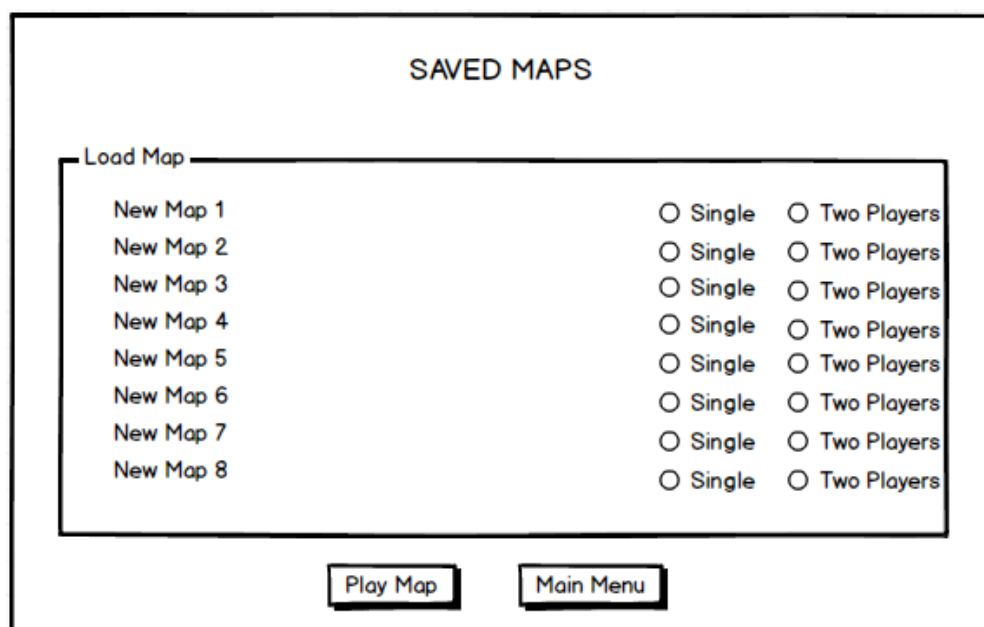 SAVED MAPS
Load Map
New Map 1 Single Two Players
New Map 2 Single Two Players
New Map 3 Single Two Players
New Map 4 Single Two Players
New Map 5 Single Two Players
New Map 6 Single Two Players
New Map 7 Single Two Players
New Map 8 Single Two Players
Play Map Main Menu